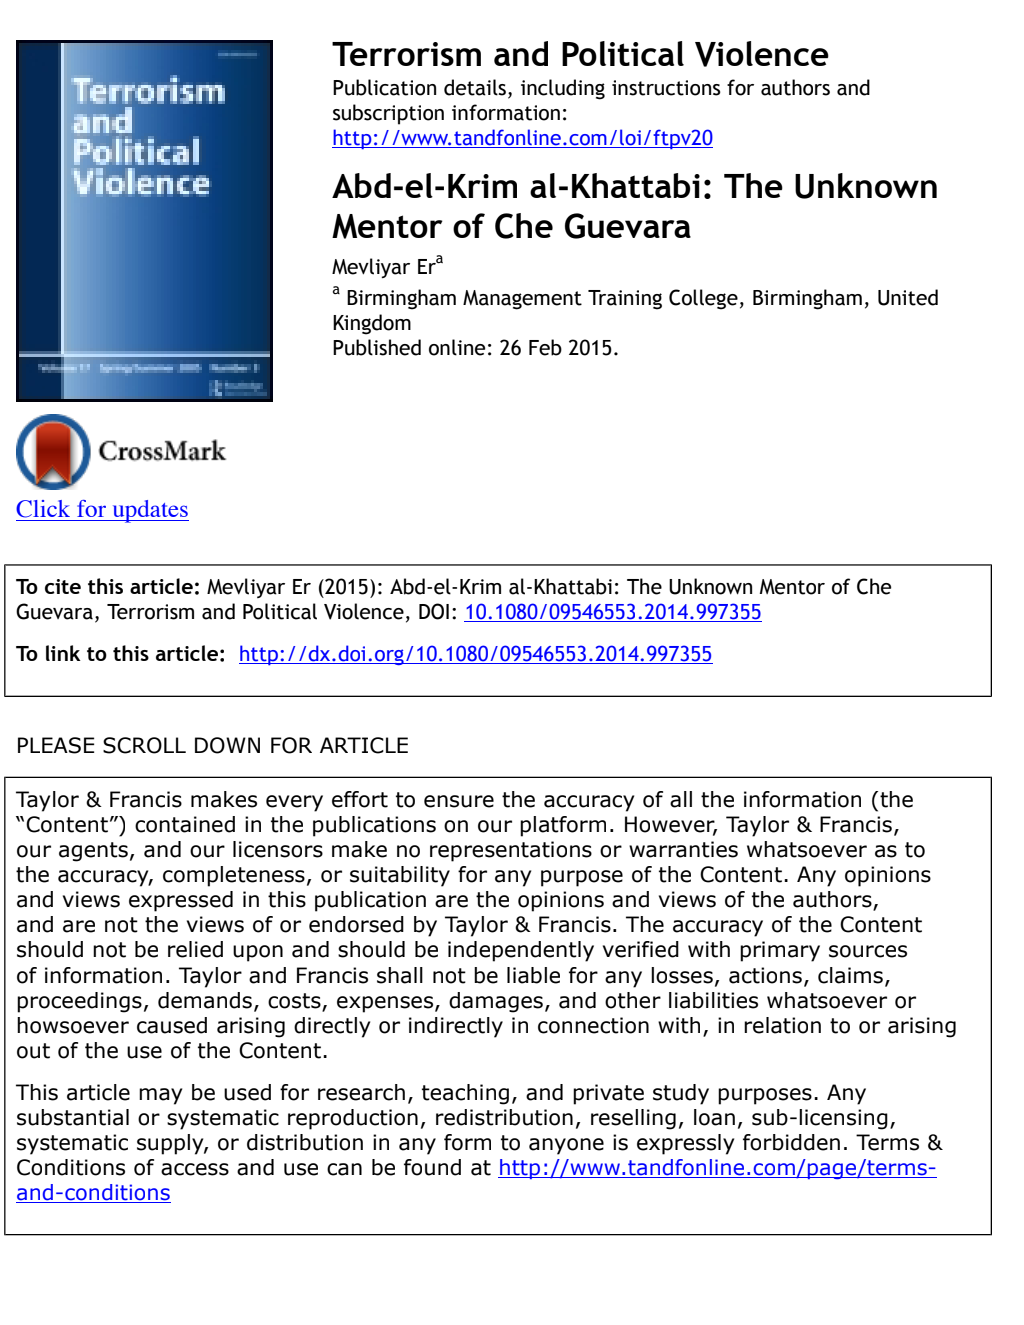 Terrorism
and
Political
Violence
Terrorism and Political Violence
Publication details, including instructions for authors and
subscription information:
http://www.tandfonline.com/loi/ftpv20
Abd-el-Krim al-Khattabi: The Unknown
Mentor of Che Guevara
Mevliyar Erᵃ
ᵃ Birmingham Management Training College, Birmingham, United
Kingdom
Published online: 26 Feb 2015.
CrossMark
Click for updates
To cite this article: Mevliyar Er (2015): Abd-el-Krim al-Khattabi: The Unknown Mentor of Che
Guevara, Terrorism and Political Violence, DOI: 10.1080/09546553.2014.997355
To link to this article: http://dx.doi.org/10.1080/09546553.2014.997355
PLEASE SCROLL DOWN FOR ARTICLE
Taylor & Francis makes every effort to ensure the accuracy of all the information (the
“Content”) contained in the publications on our platform. However, Taylor & Francis,
our agents, and our licensors make no representations or warranties whatsoever as to
the accuracy, completeness, or suitability for any purpose of the Content. Any opinions
and views expressed in this publication are the opinions and views of the authors,
and are not the views of or endorsed by Taylor & Francis. The accuracy of the Content
should not be relied upon and should be independently verified with primary sources
of information. Taylor and Francis shall not be liable for any losses, actions, claims,
proceedings, demands, costs, expenses, damages, and other liabilities whatsoever or
howsoever caused arising directly or indirectly in connection with, in relation to or arising
out of the use of the Content.
This article may be used for research, teaching, and private study purposes. Any
substantial or systematic reproduction, redistribution, reselling, loan, sub-licensing,
systematic supply, or distribution in any form to anyone is expressly forbidden. Terms &
Conditions of access and use can be found at http://www.tandfonline.com/page/terms-
and-conditions